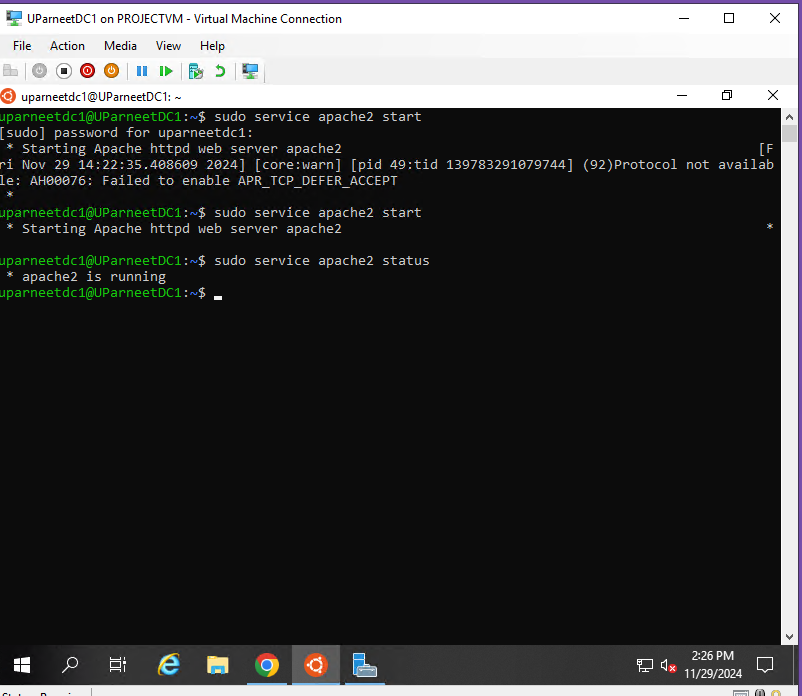 UParneetDC1 on PROJECTVM - Virtual Machine Connection
File Action Media View Help
uparneetdc1@UParneetDC1: ~
uparneetdc1@UParneetDC1:~$ sudo service apache2 start
[sudo] password for uparneetdc1:
 * Starting Apache httpd web server apache2 [F
ri Nov 29 14:22:35.408609 2024] [core:warn] [pid 49:tid 139783291079744] (92)Protocol not availab
le: AH00076: Failed to enable APR_TCP_DEFER_ACCEPT
 *
uparneetdc1@UParneetDC1:~$ sudo service apache2 start
 * Starting Apache httpd web server apache2 *
uparneetdc1@UParneetDC1:~$ sudo service apache2 status
 * apache2 is running
uparneetdc1@UParneetDC1:~$
2:26 PM
11/29/2024